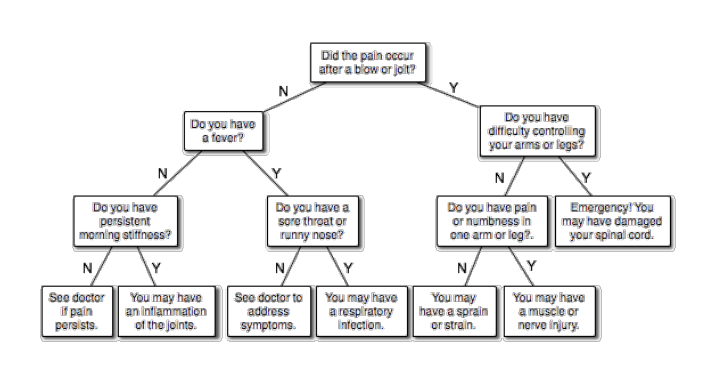 Did the pain occur
after a blow or jolt?
N
Y
Do you have
a fever?
Do you have
difficulty controlling
your arms or legs?
N
Y
N
Y
Do you have
persistent
morning stiffness?
Do you have a
sore throat or
runny nose?
Do you have pain
or numbness in
one arm or leg?.
Emergency! You
may have damaged
your spinal cord.
N
Y
N
Y
N
Y
See doctor
if pain
persists.
You may have
an inflammation
of the joints.
See doctor to
address
symptoms.
You may have
a respiratory
infection.
You may
have a sprain
or strain.
You may have
a muscle or
nerve injury.